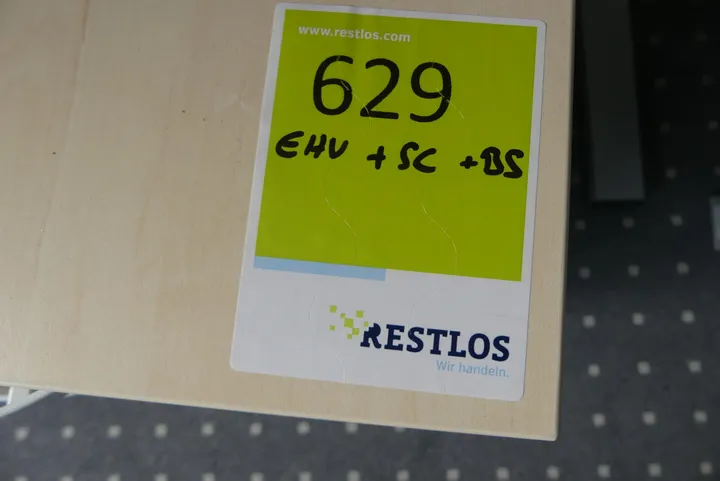 www.restlos.com
629
EHV + SC + BS
RESTLOS
Wir handeln.